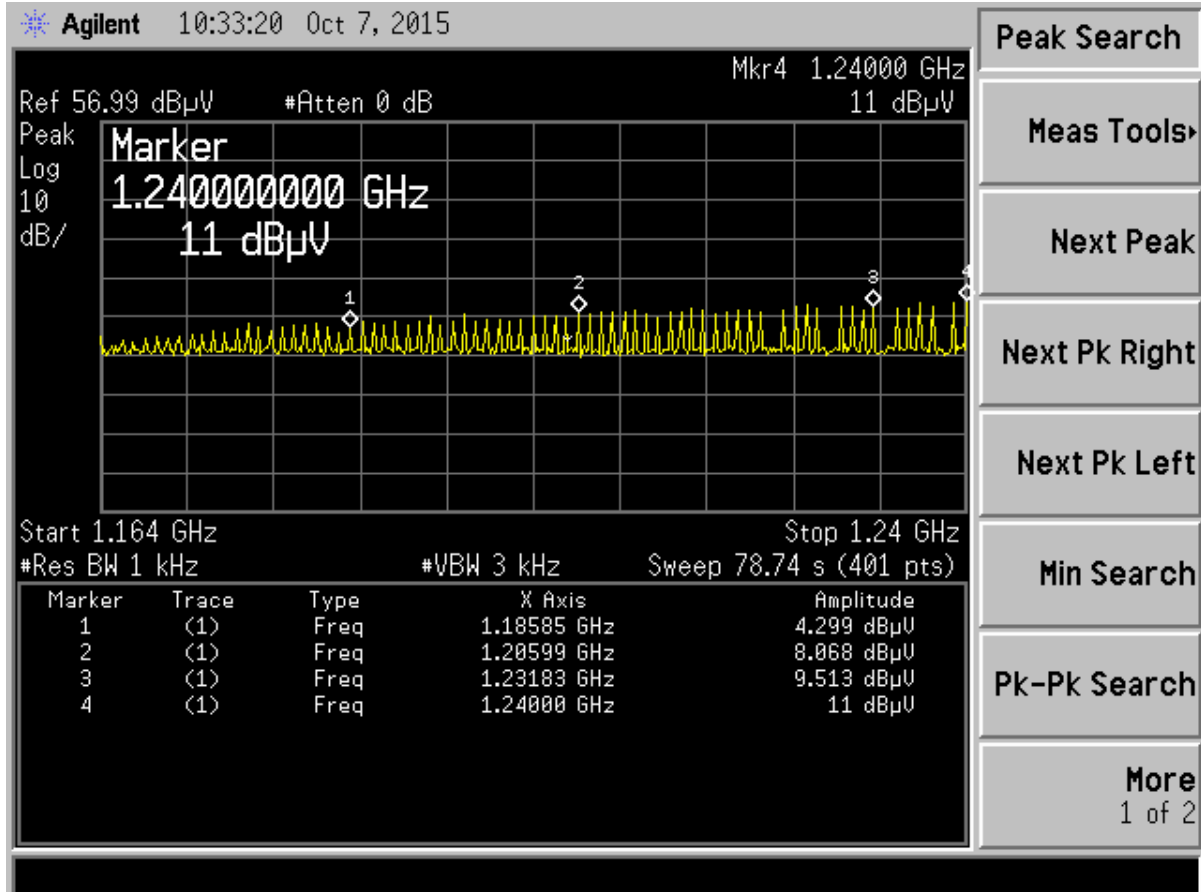 Agilent 10:33:20 Oct 7, 2015
Mkr4 1.24000 GHz
Ref 56.99 dBµV #Atten 0 dB 11 dBµV
Peak
Log
10
dB/
Marker
1.240000000 GHz
11 dBµV
1
2
3
4
Start 1.164 GHz Stop 1.24 GHz
#Res BW 1 kHz #VBW 3 kHz Sweep 78.74 s (401 pts)
Marker Trace Type X Axis Amplitude
1 (1) Freq 1.18585 GHz 4.299 dBµV
2 (1) Freq 1.20599 GHz 8.068 dBµV
3 (1) Freq 1.23183 GHz 9.513 dBµV
4 (1) Freq 1.24000 GHz 11 dBµV
Peak Search
Meas Tools
Next Peak
Next Pk Right
Next Pk Left
Min Search
Pk-Pk Search
More
1 of 2